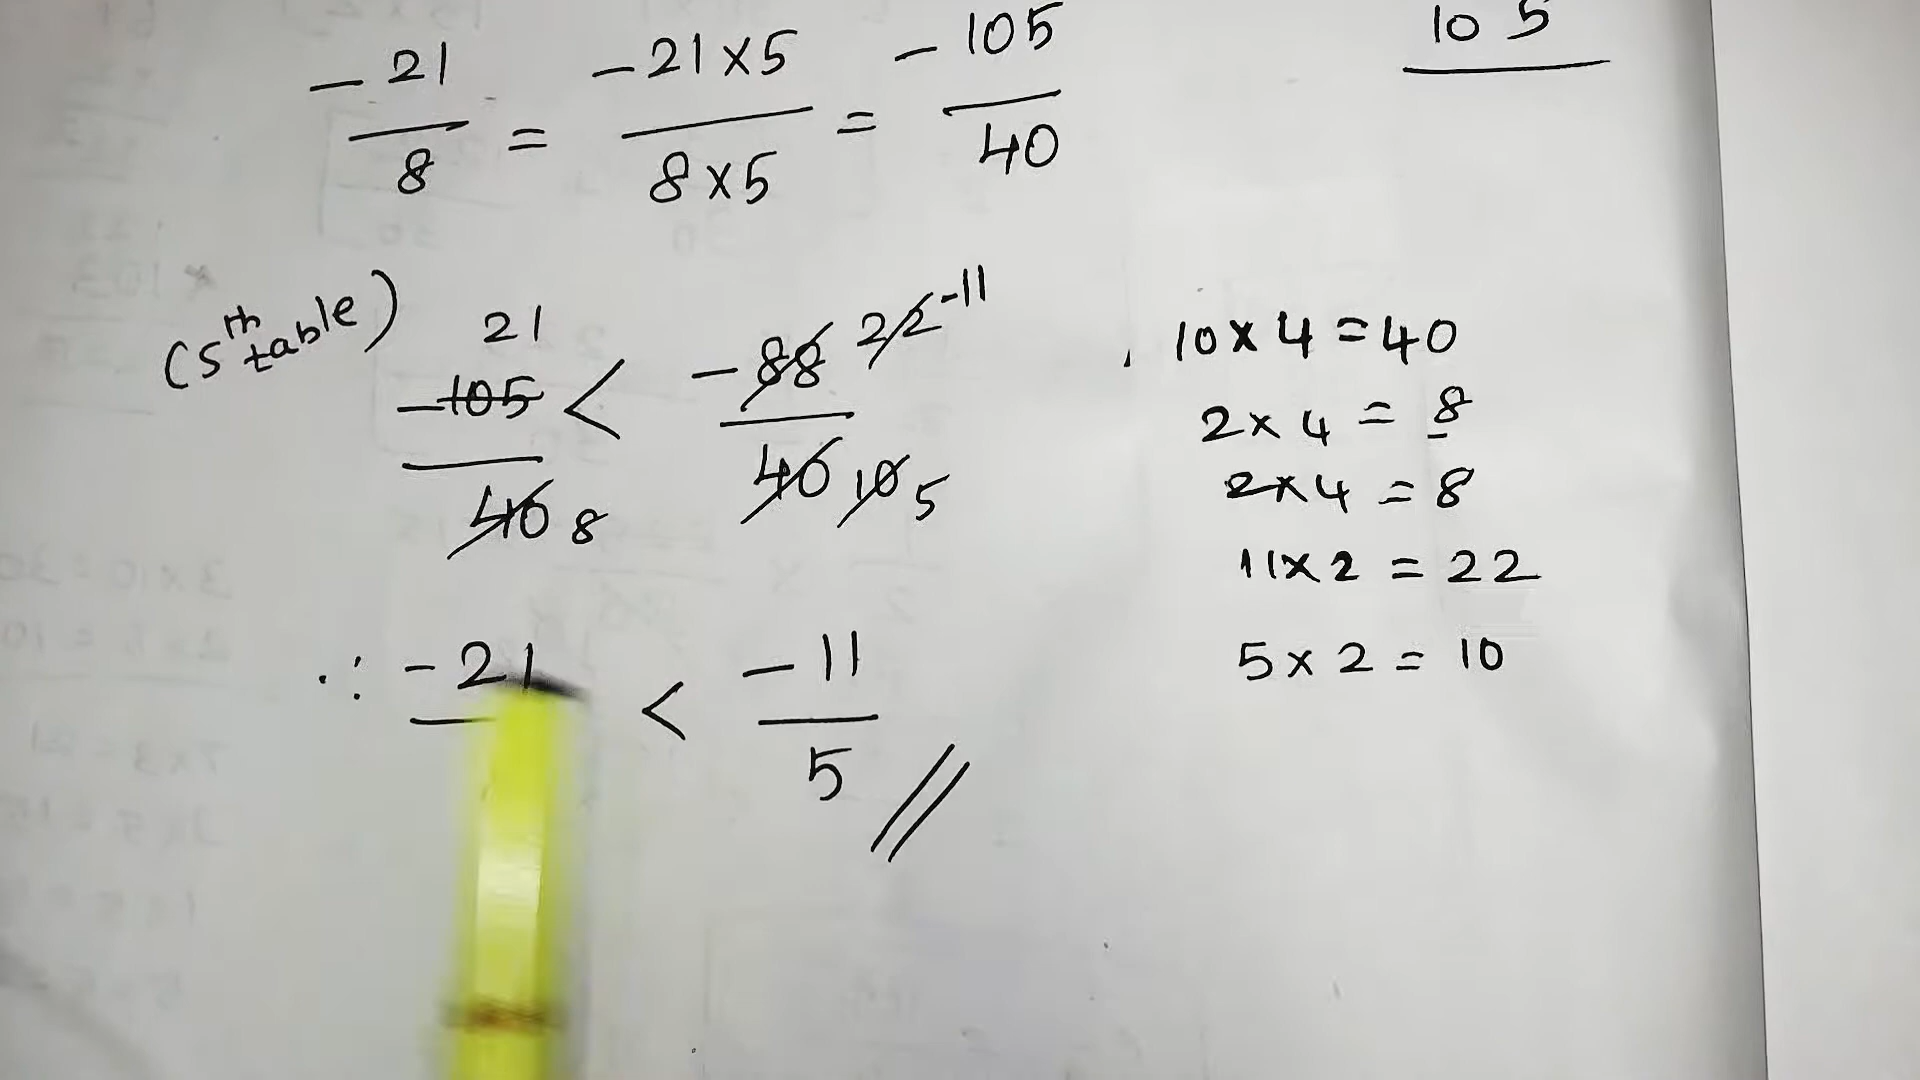 -21/8 = -21×5/8×5 = -105/40
105
(5th table)
21
-105/40 8 < -88/40 22 -11 10 5
10 × 4 = 40
2 × 4 = 8
2 × 4 = 8
11 × 2 = 22
5 × 2 = 10
∴ -21 < -11/5